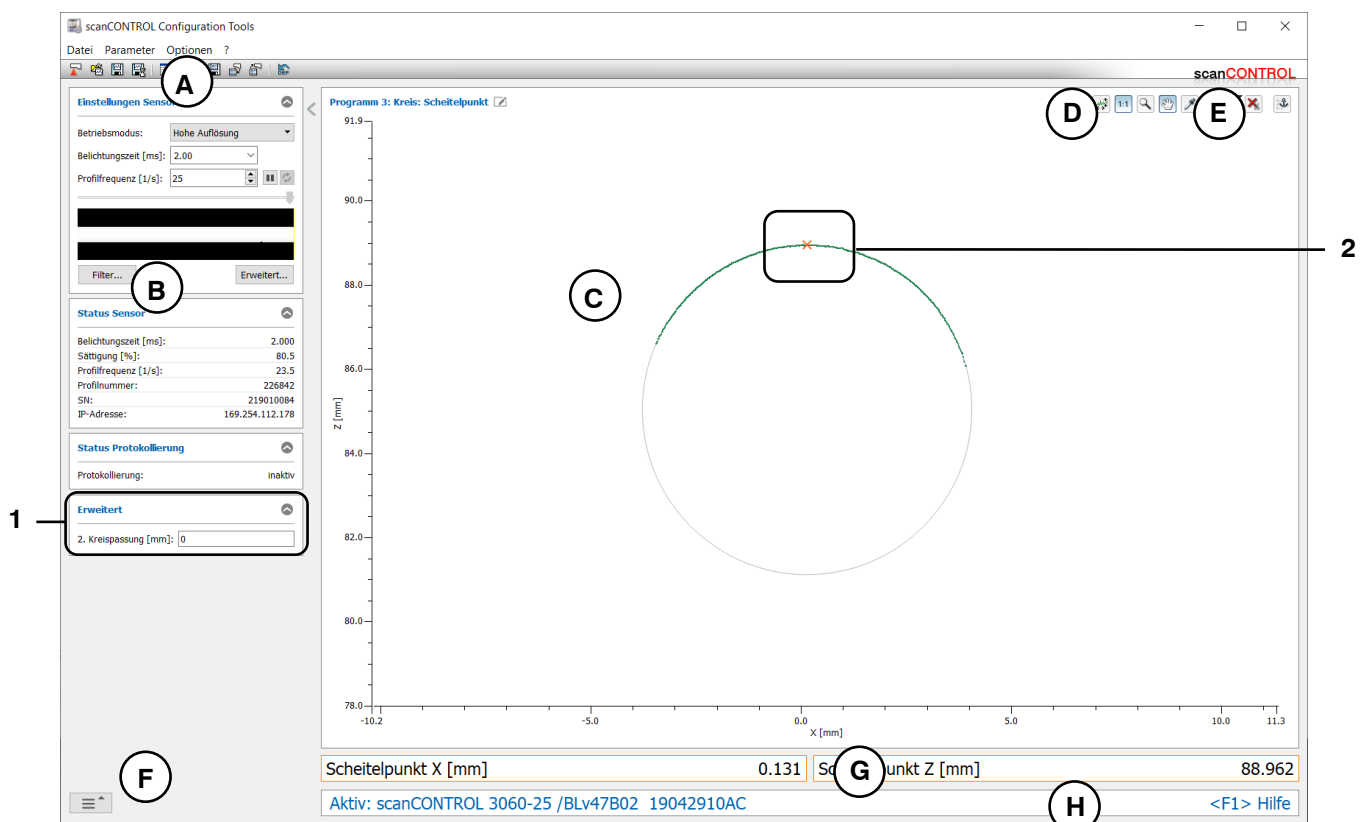 scanCONTROL Configuration Tools
Datei Parameter Optionen ?
scanCONTROL
A
Einstellungen Sensor
Betriebsmodus: Hohe Auflösung
Belichtungszeit [ms]: 2.00
Profilfrequenz [1/s]: 25
Filter... Erweitert...
B
Status Sensor
Belichtungszeit [ms]: 2.000
Sättigung [%]: 80.5
Profilfrequenz [1/s]: 23.5
Profilnummer: 226842
SN: 219010084
IP-Adresse: 169.254.112.178
Status Protokollierung
Protokollierung: inaktiv
1
Erweitert
2. Kreispassung [mm]: 0
F
Programm 3: Kreis: Scheitelpunkt
D 1:1 E
91.9
90.0
88.0
86.0
84.0
82.0
80.0
78.0
Z [mm]
C
2
-10.2 -5.0 0.0 5.0 10.0 11.3
X [mm]
Scheitelpunkt X [mm] 0.131
G unkt Z [mm] 88.962
Aktiv: scanCONTROL 3060-25 /BLv47B02 19042910AC
H
<F1> Hilfe